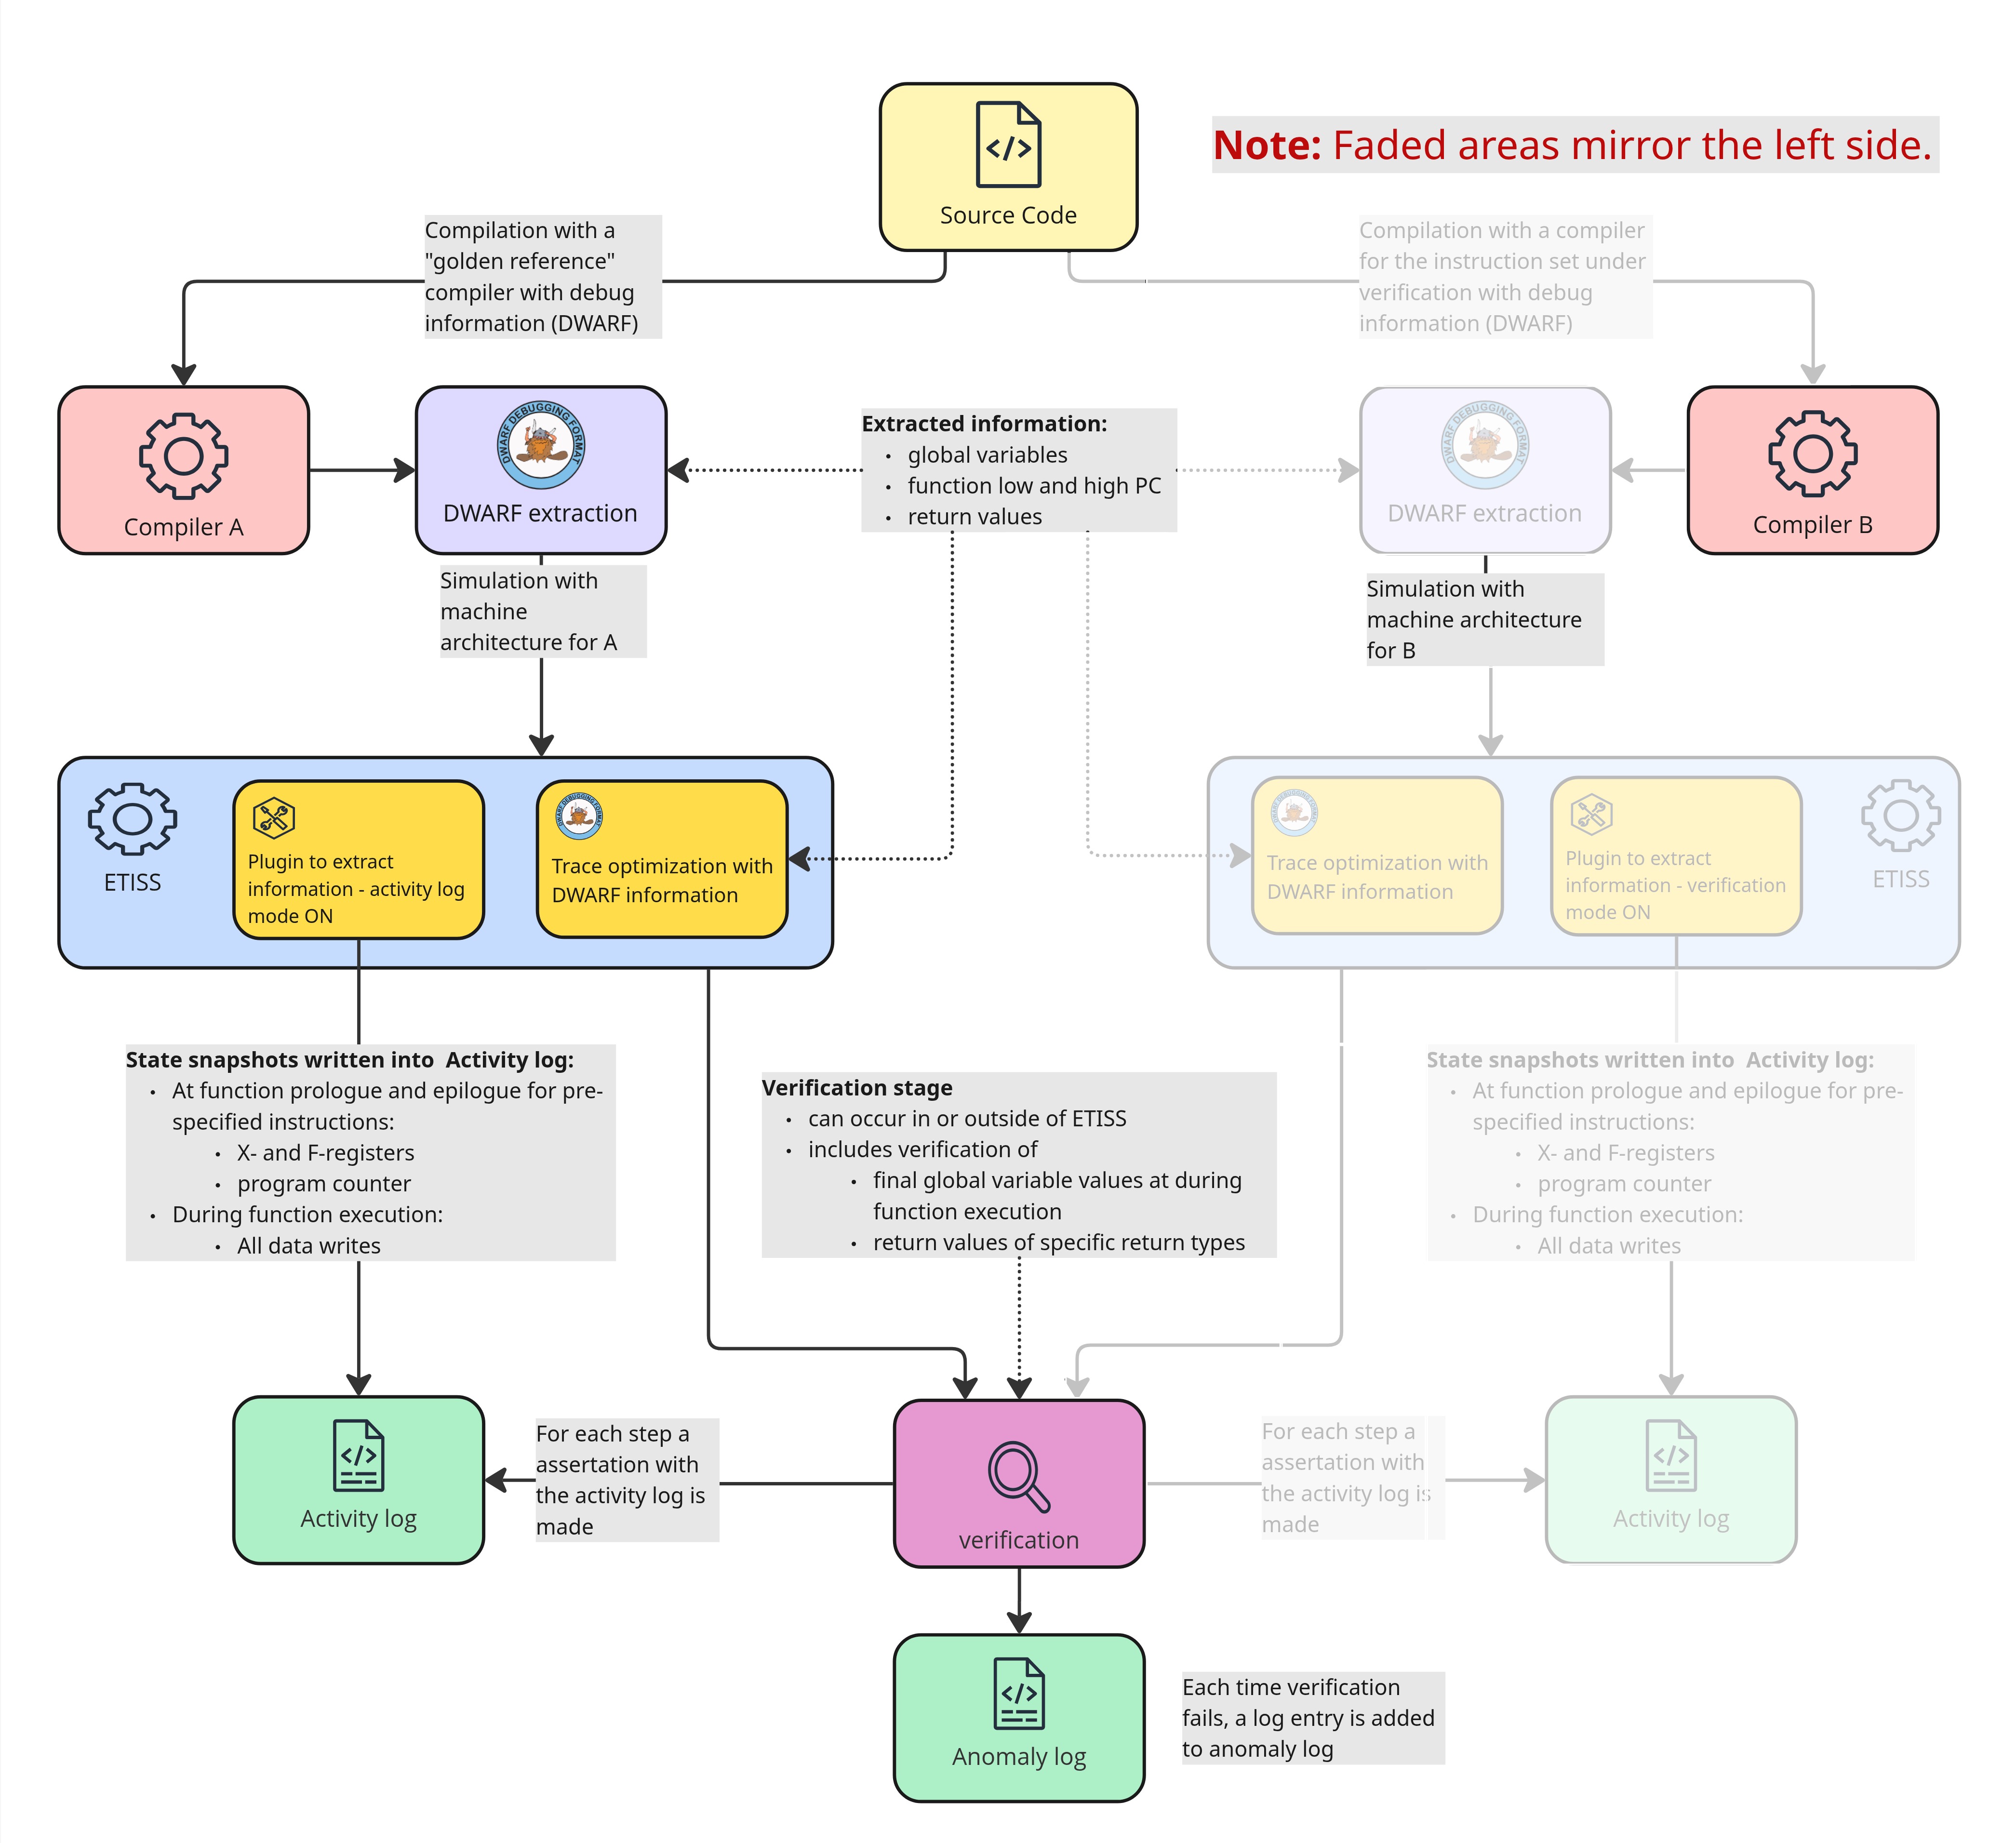 Source Code
Note: Faded areas mirror the left side.
Compilation with a
"golden reference"
compiler with debug
information (DWARF)
Compilation with a compiler
for the instruction set under
verification with debug
information (DWARF)
Compiler A
DWARF DEBUGGING FORMAT
DWARF extraction
Extracted information:
• global variables
• function low and high PC
• return values
DWARF DEBUGGING FORMAT
DWARF extraction
Compiler B
Simulation with
machine
architecture for A
Simulation with
machine architecture
for B
ETISS
Plugin to extract
information - activity log
mode ON
DWARF DEBUGGING FORMAT
Trace optimization with
DWARF information
DWARF DEBUGGING FORMAT
Trace optimization with
DWARF information
Plugin to extract
information - verification
mode ON
ETISS
State snapshots written into Activity log:
• At function prologue and epilogue for pre-
specified instructions:
• X- and F-registers
• program counter
• During function execution:
• All data writes
Verification stage
• can occur in or outside of ETISS
• includes verification of
• final global variable values at during
function execution
• return values of specific return types
State snapshots written into Activity log:
• At function prologue and epilogue for pre-
specified instructions:
• X- and F-registers
• program counter
• During function execution:
• All data writes
Activity log
For each step a
assertation with
the activity log is
made
verification
For each step a
assertation with
the activity log is
made
Activity log
Anomaly log
Each time verification
fails, a log entry is added
to anomaly log